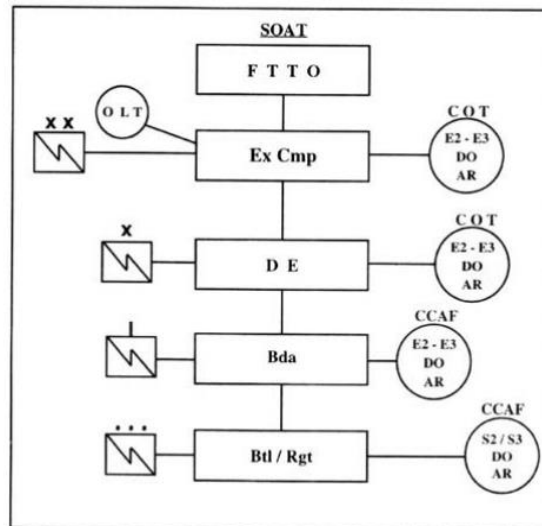 SOAT
F T T O
O L T
X X
Ex Cmp
C O T
E2 - E3
DO
AR
X
D E
C O T
E2 - E3
DO
AR
I
Bda
CCAF
E2 - E3
DO
AR
...
Btl / Rgt
CCAF
S2 / S3
DO
AR